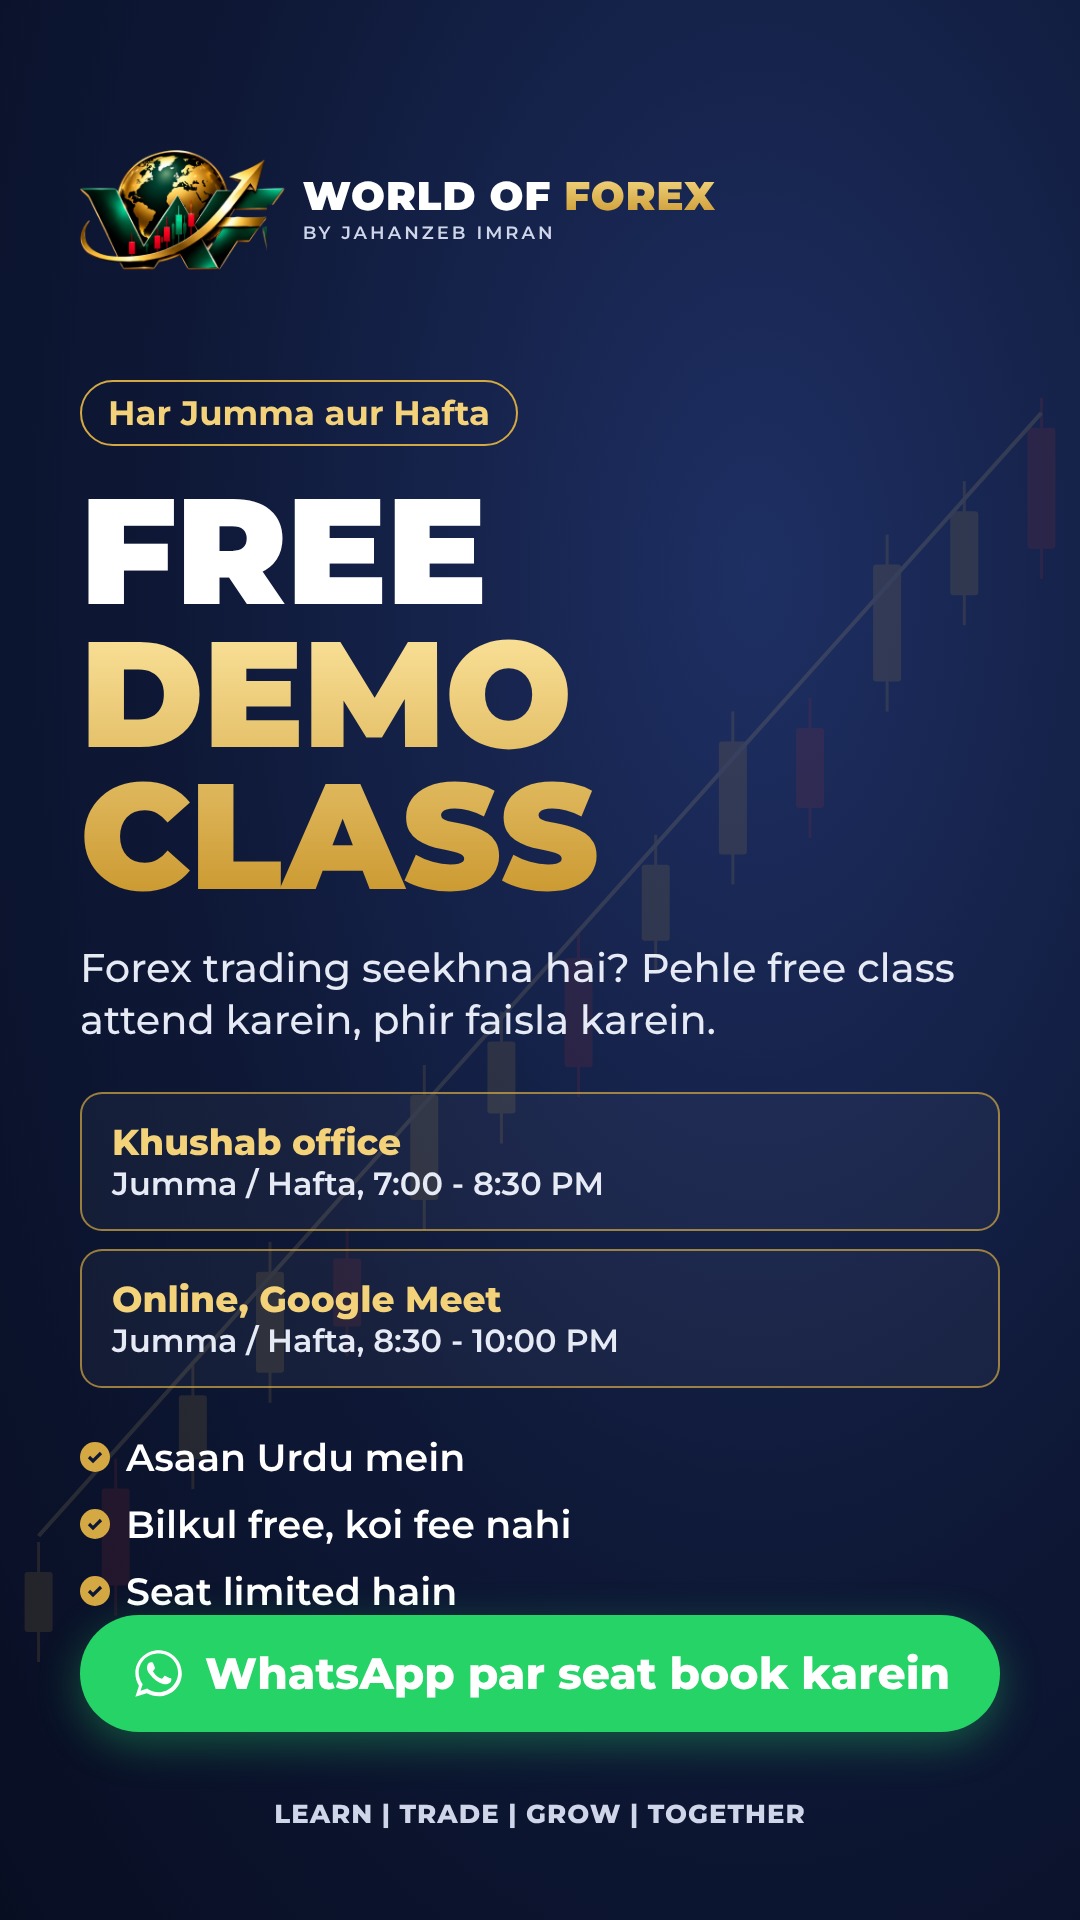 WF
WORLD OF FOREX
BY JAHANZEB IMRAN
Har Jumma aur Hafta
FREE
DEMO
CLASS
Forex trading seekhna hai? Pehle free class
attend karein, phir faisla karein.
Khushab office
Jumma / Hafta, 7:00 - 8:30 PM
Online, Google Meet
Jumma / Hafta, 8:30 - 10:00 PM
Asaan Urdu mein
Bilkul free, koi fee nahi
Seat limited hain
WhatsApp par seat book karein
LEARN | TRADE | GROW | TOGETHER